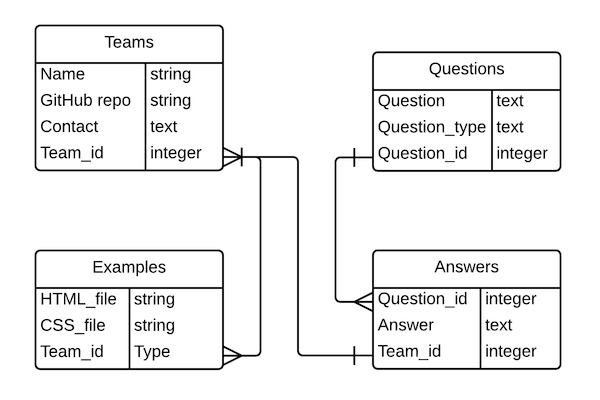 Teams
Name string
GitHub repo string
Contact text
Team_id integer
Questions
Question text
Question_type text
Question_id integer
Examples
HTML_file string
CSS_file string
Team_id Type
Answers
Question_id integer
Answer text
Team_id integer